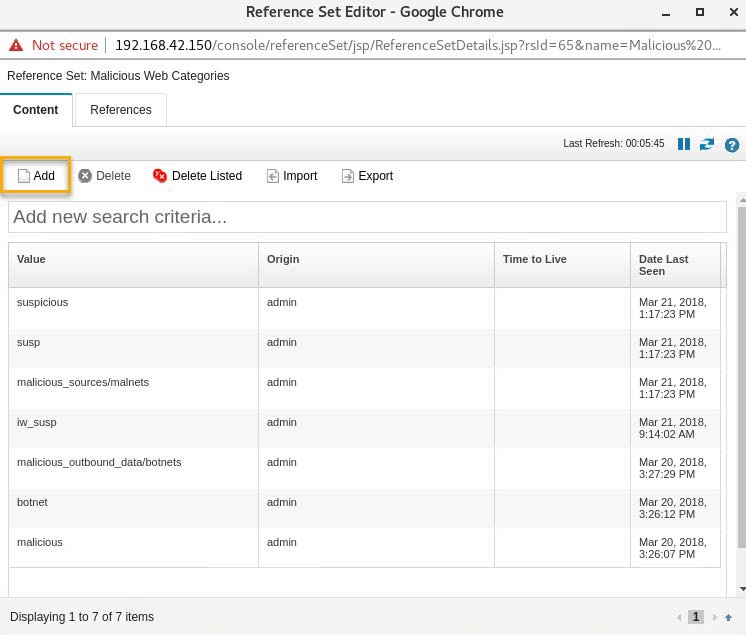 Reference Set Editor - Google Chrome
Not secure 192.168.42.150/console/referenceSet/jsp/ReferenceSetDetails.jsp?rsId=65&name=Malicious%20...
Reference Set: Malicious Web Categories
Content References
Last Refresh: 00:05:45
Add Delete Delete Listed Import Export
Add new search criteria...
Value Origin Time to Live Date Last
Seen
suspicious admin Mar 21, 2018,
1:17:23 PM
susp admin Mar 21, 2018,
1:17:23 PM
malicious_sources/malnets admin Mar 21, 2018,
1:17:23 PM
iw_susp admin Mar 21, 2018,
9:14:02 AM
malicious_outbound_data/botnets admin Mar 20, 2018,
3:27:29 PM
botnet admin Mar 20, 2018,
3:26:12 PM
malicious admin Mar 20, 2018,
3:26:07 PM
Displaying 1 to 7 of 7 items 1